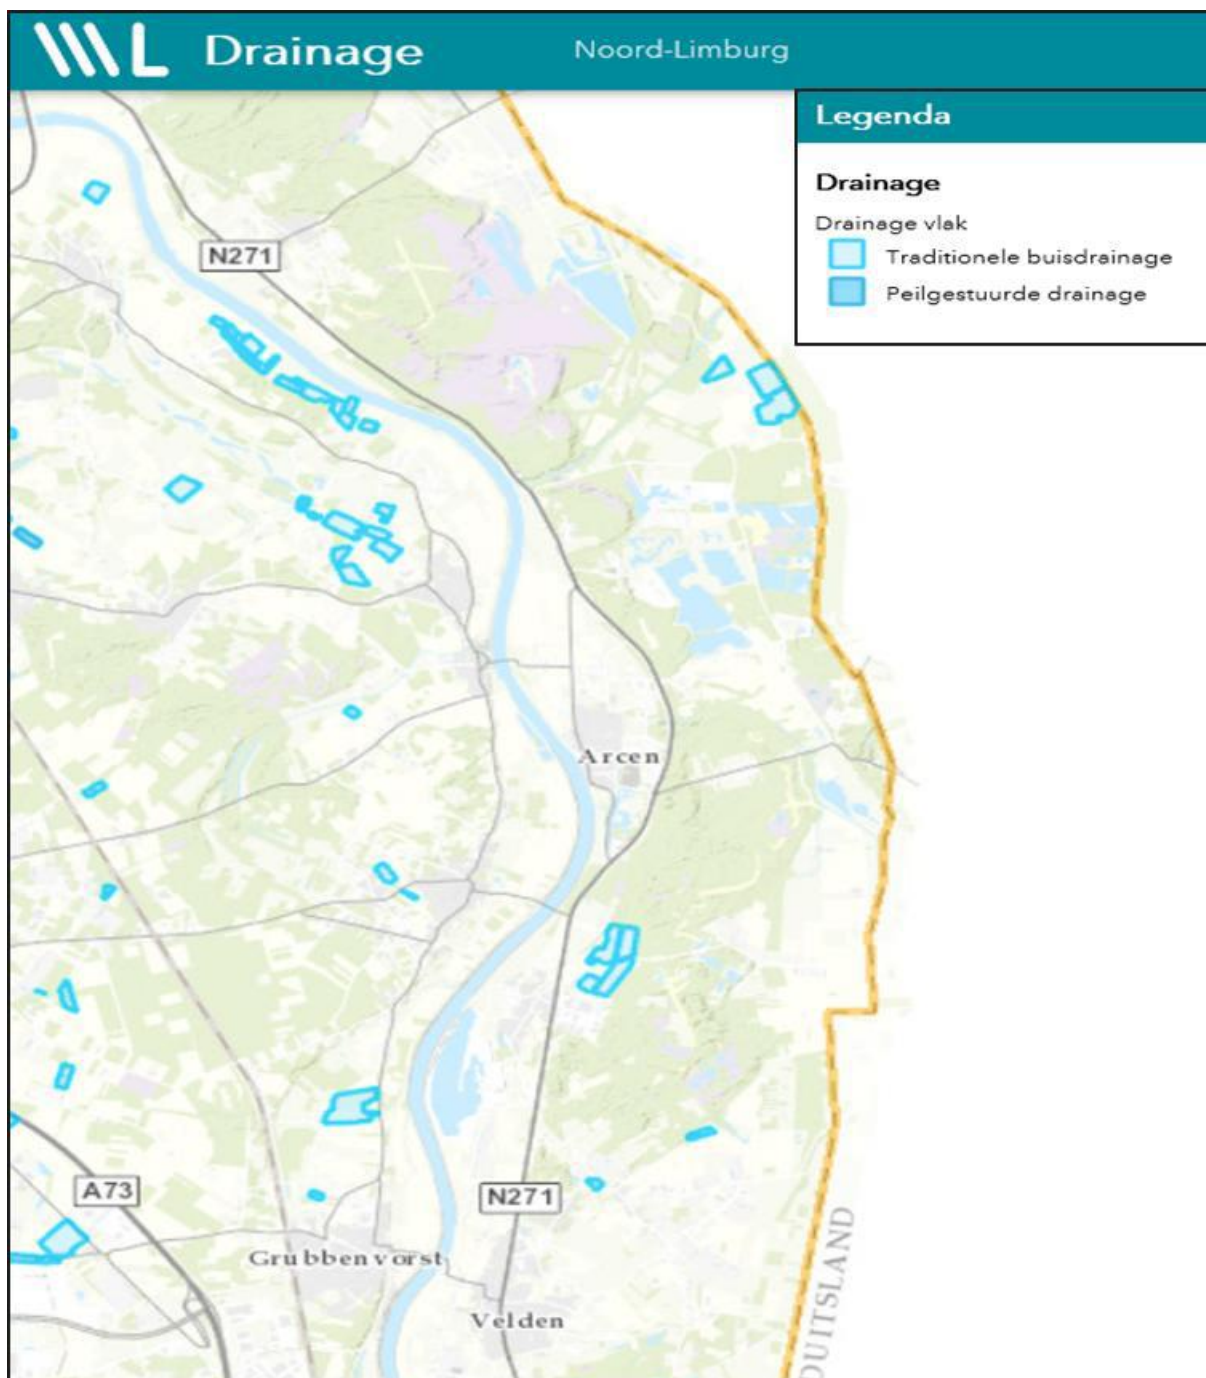 WL Drainage
Noord-Limburg
Legenda
Drainage
Drainage vlak
Traditionele buisdrainage
Peilgestuurde drainage
N271
Arcen
A73
N271
Grubbenvorst
Velden
DUITSLAND